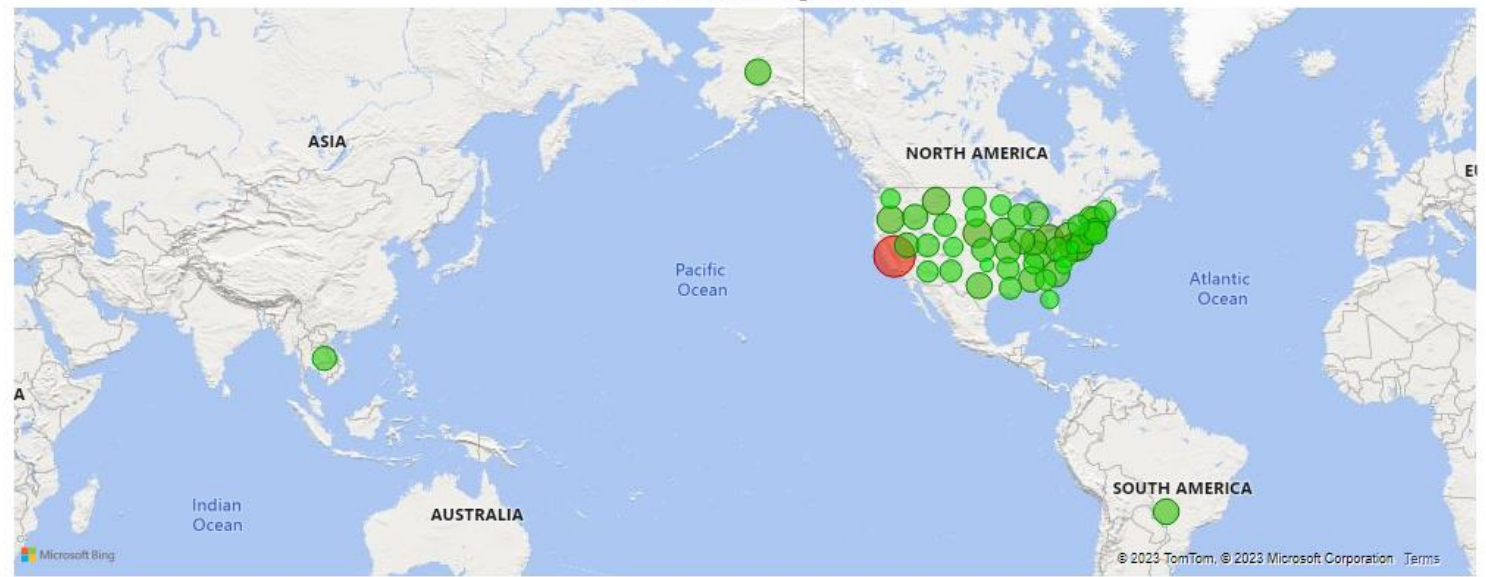 ASIA
NORTH AMERICA
Pacific
Ocean
Atlantic
Ocean
A
SOUTH AMERICA
Indian
Ocean
AUSTRALIA
Microsoft Bing
© 2023 TomTom, © 2023 Microsoft Corporation Terms